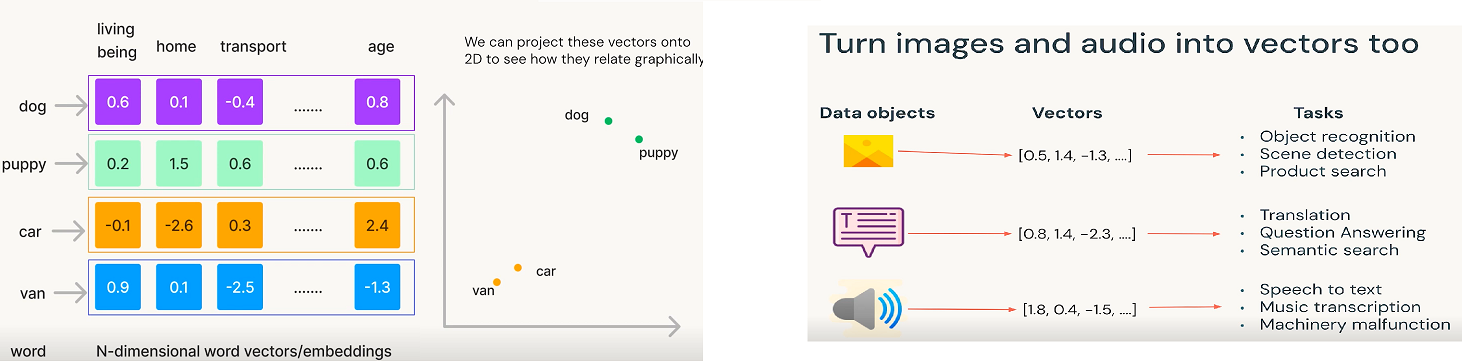 living
being
home
transport
age
dog
0.6
0.1
-0.4
.......
0.8
puppy
0.2
1.5
0.6
.......
0.6
car
-0.1
-2.6
0.3
.......
2.4
van
0.9
0.1
-2.5
.......
-1.3
word
N-dimensional word vectors/embeddings
We can project these vectors onto
2D to see how they relate graphically
dog
puppy
car
van
Turn images and audio into vectors too
Data objects
Vectors
Tasks
[0.5, 1.4, -1.3, ....]
• Object recognition
• Scene detection
• Product search
T
[0.8, 1.4, -2.3, ....]
• Translation
• Question Answering
• Semantic search
[1.8, 0.4, -1.5, ....]
• Speech to text
• Music transcription
• Machinery malfunction